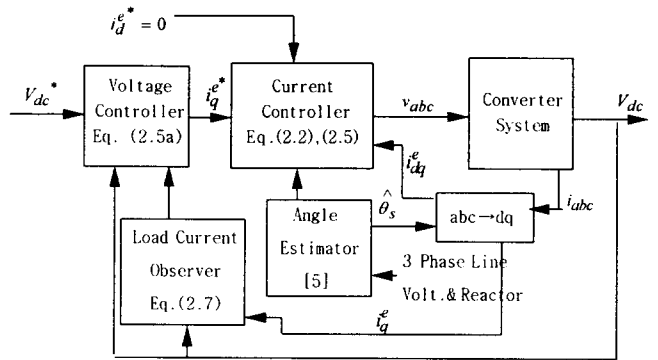 i_d^e* = 0
V_dc*
Voltage
Controller
Eq. (2.5a)
i_q^e*
Current
Controller
Eq.(2.2),(2.5)
v_abc
Converter
System
V_dc
i_dq^e
i_abc
abc→dq
θ̂_s
Angle
Estimator
[5]
Load Current
Observer
Eq.(2.7)
3 Phase Line
Volt.& Reactor
i_q^e